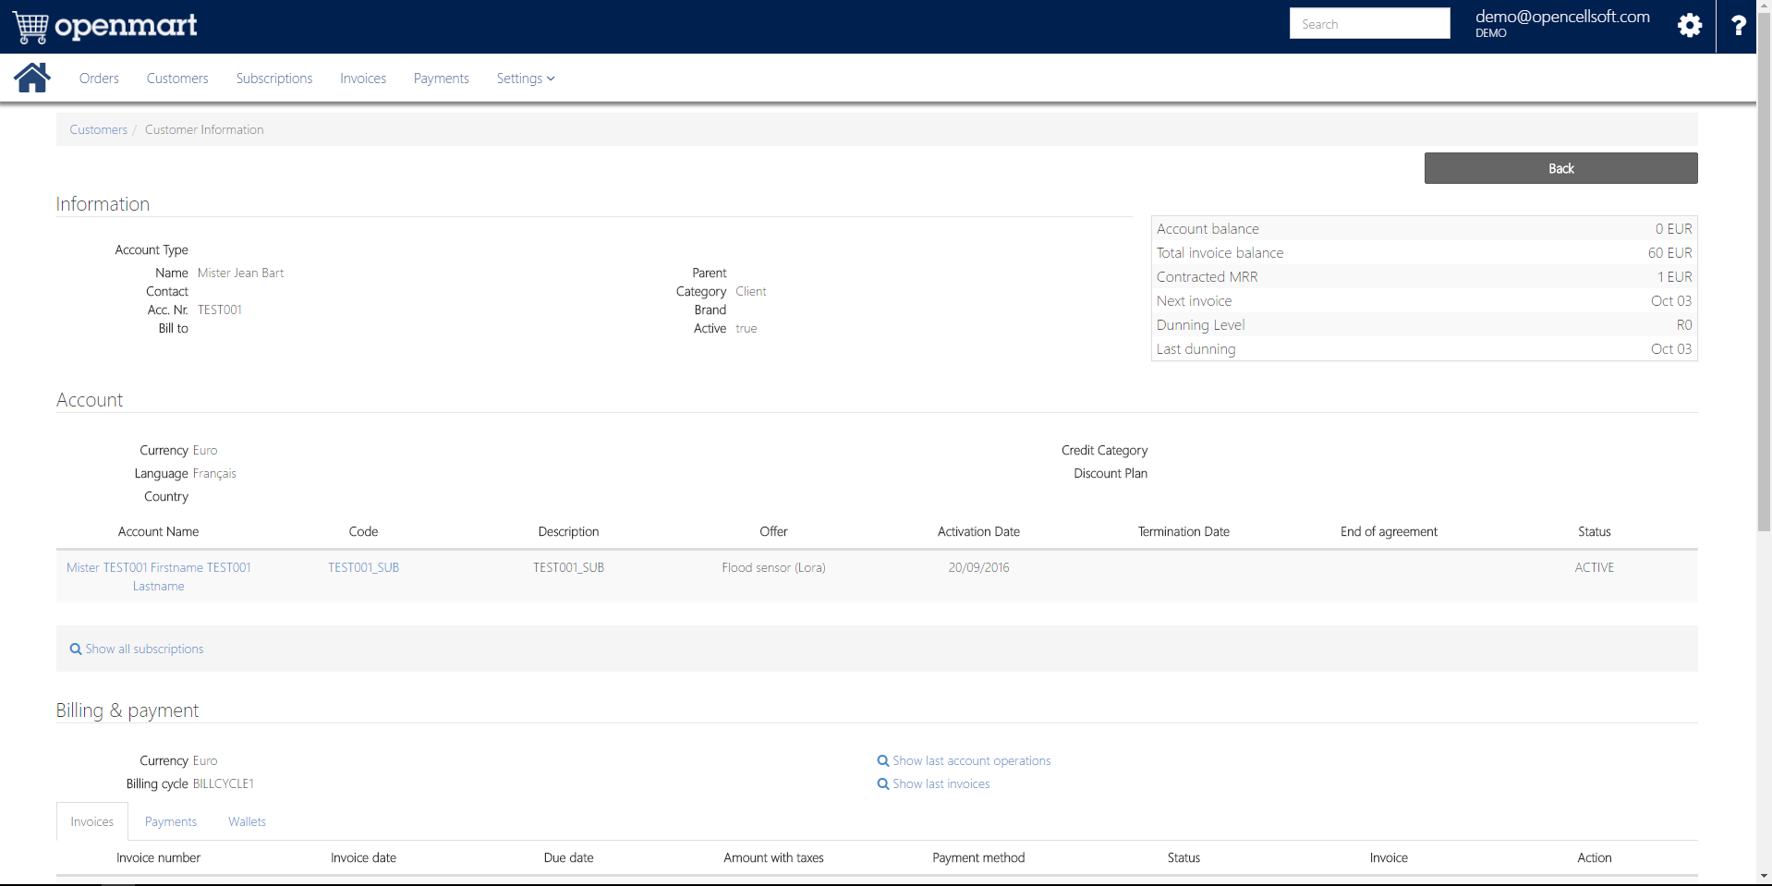 openmart
Search
demo@opencellsoft.com
DEMO
?
Orders Customers Subscriptions Invoices Payments Settings
Customers / Customer Information
Back
Information
Account Type
Name Mister Jean Bart
Contact
Acc. Nr. TEST001
Bill to
Parent
Category Client
Brand
Active true
Account balance 0 EUR
Total invoice balance 60 EUR
Contracted MRR 1 EUR
Next invoice Oct 03
Dunning Level R0
Last dunning Oct 03
Account
Currency Euro
Language Français
Country
Credit Category
Discount Plan
Account Name Code Description Offer Activation Date Termination Date End of agreement Status
Mister TEST001 Firstname TEST001 TEST001_SUB TEST001_SUB Flood sensor (Lora) 20/09/2016 ACTIVE
Lastname
Show all subscriptions
Billing & payment
Currency Euro
Billing cycle BILLCYCLE1
Show last account operations
Show last invoices
Invoices Payments Wallets
Invoice number Invoice date Due date Amount with taxes Payment method Status Invoice Action